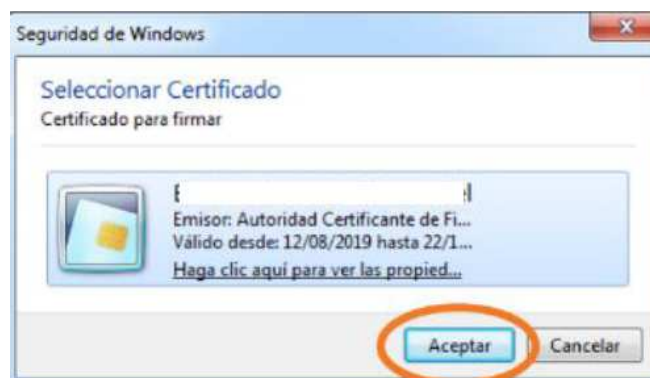 Seguridad de Windows
Seleccionar Certificado
Certificado para firmar
Emisor: Autoridad Certificante de Fi...
Válido desde: 12/08/2019 hasta 22/1...
Haga clic aquí para ver las propied...
Aceptar
Cancelar